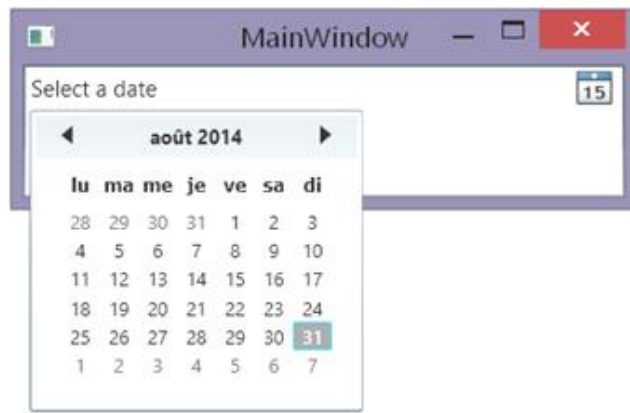 MainWindow
Select a date 15
août 2014
lu ma me je ve sa di
28 29 30 31 1 2 3
4 5 6 7 8 9 10
11 12 13 14 15 16 17
18 19 20 21 22 23 24
25 26 27 28 29 30 31
1 2 3 4 5 6 7